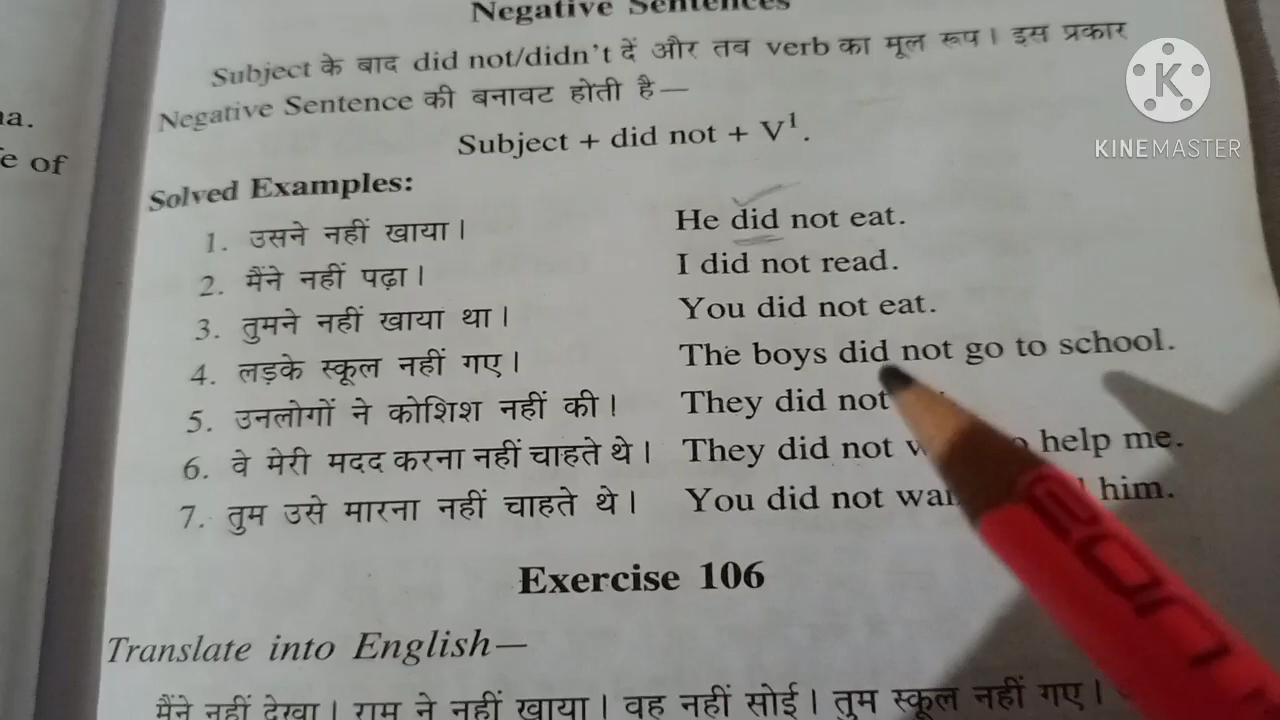 Negative Sentences
Subject के बाद did not/didn't दें और तब verb का मूल रूप। इस प्रकार
Negative Sentence की बनावट होती है—
Subject + did not + V¹.
Solved Examples:
1. उसने नहीं खाया। He did not eat.
2. मैंने नहीं पढ़ा। I did not read.
3. तुमने नहीं खाया था। You did not eat.
4. लड़के स्कूल नहीं गए। The boys did not go to school.
5. उनलोगों ने कोशिश नहीं की। They did not
6. वे मेरी मदद करना नहीं चाहते थे। They did not help me.
7. तुम उसे मारना नहीं चाहते थे। You did not him.
Exercise 106
Translate into English—
मैंने नहीं देखा। राम ने नहीं खाया। वह नहीं सोई। तुम स्कूल नहीं गए।
na.
of
K
KINEMASTER